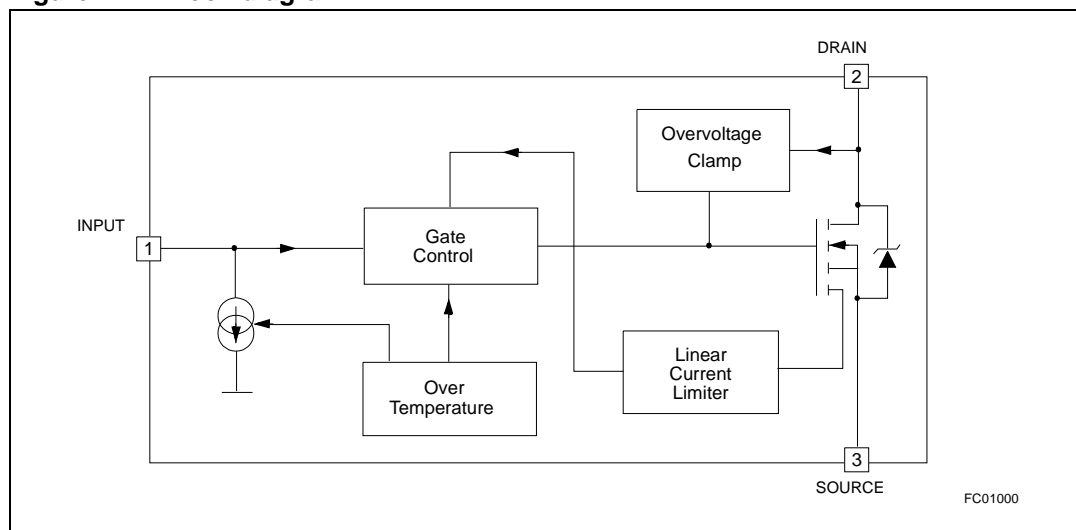 DRAIN
2
Overvoltage
Clamp
INPUT
1
Gate
Control
Linear
Current
Limiter
Over
Temperature
3
SOURCE
FC01000